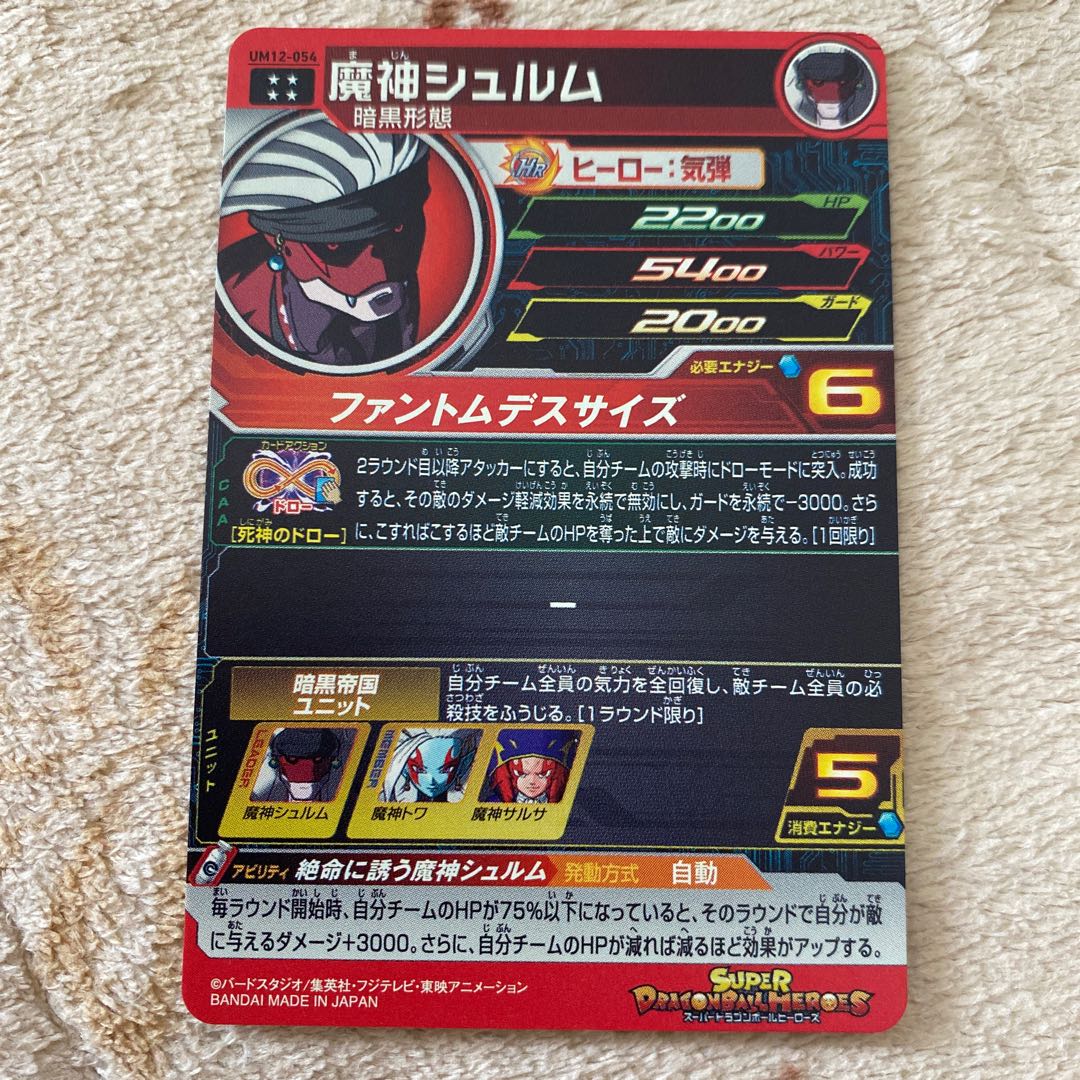 UM12-054
★★
★★
魔神シュルム
ま じん
暗黒形態
HR ヒーロー:気弾
HP
2200
パワー
5400
ガード
2000
必要エナジー 6
ファントムデスサイズ
CAA
カードアクション
ドロー
[死神のドロー]
しにがみ
2ラウンド目以降アタッカーにすると、自分チームの攻撃時にドローモードに突入。成功
すると、その敵のダメージ軽減効果を永続で無効にし、ガードを永続で-3000。さら
に、こすればこするほど敵チームのHPを奪った上で敵にダメージを与える。[1回限り]
ー
ユニット
暗黒帝国
ユニット
自分チーム全員の気力を全回復し、敵チーム全員の必
殺技をふうじる。[1ラウンド限り]
LEADER
魔神シュルム
MEMBER
魔神トワ
魔神サルサ
5
消費エナジー
アビリティ 絶命に誘う魔神シュルム 発動方式 自動
毎ラウンド開始時、自分チームのHPが75%以下になっていると、そのラウンドで自分が敵
に与えるダメージ+3000。さらに、自分チームのHPが減れば減るほど効果がアップする。
©バードスタジオ/集英社・フジテレビ・東映アニメーション
BANDAI MADE IN JAPAN
SUPER
DRAGONBALL HEROES
スーパードラゴンボールヒーローズ